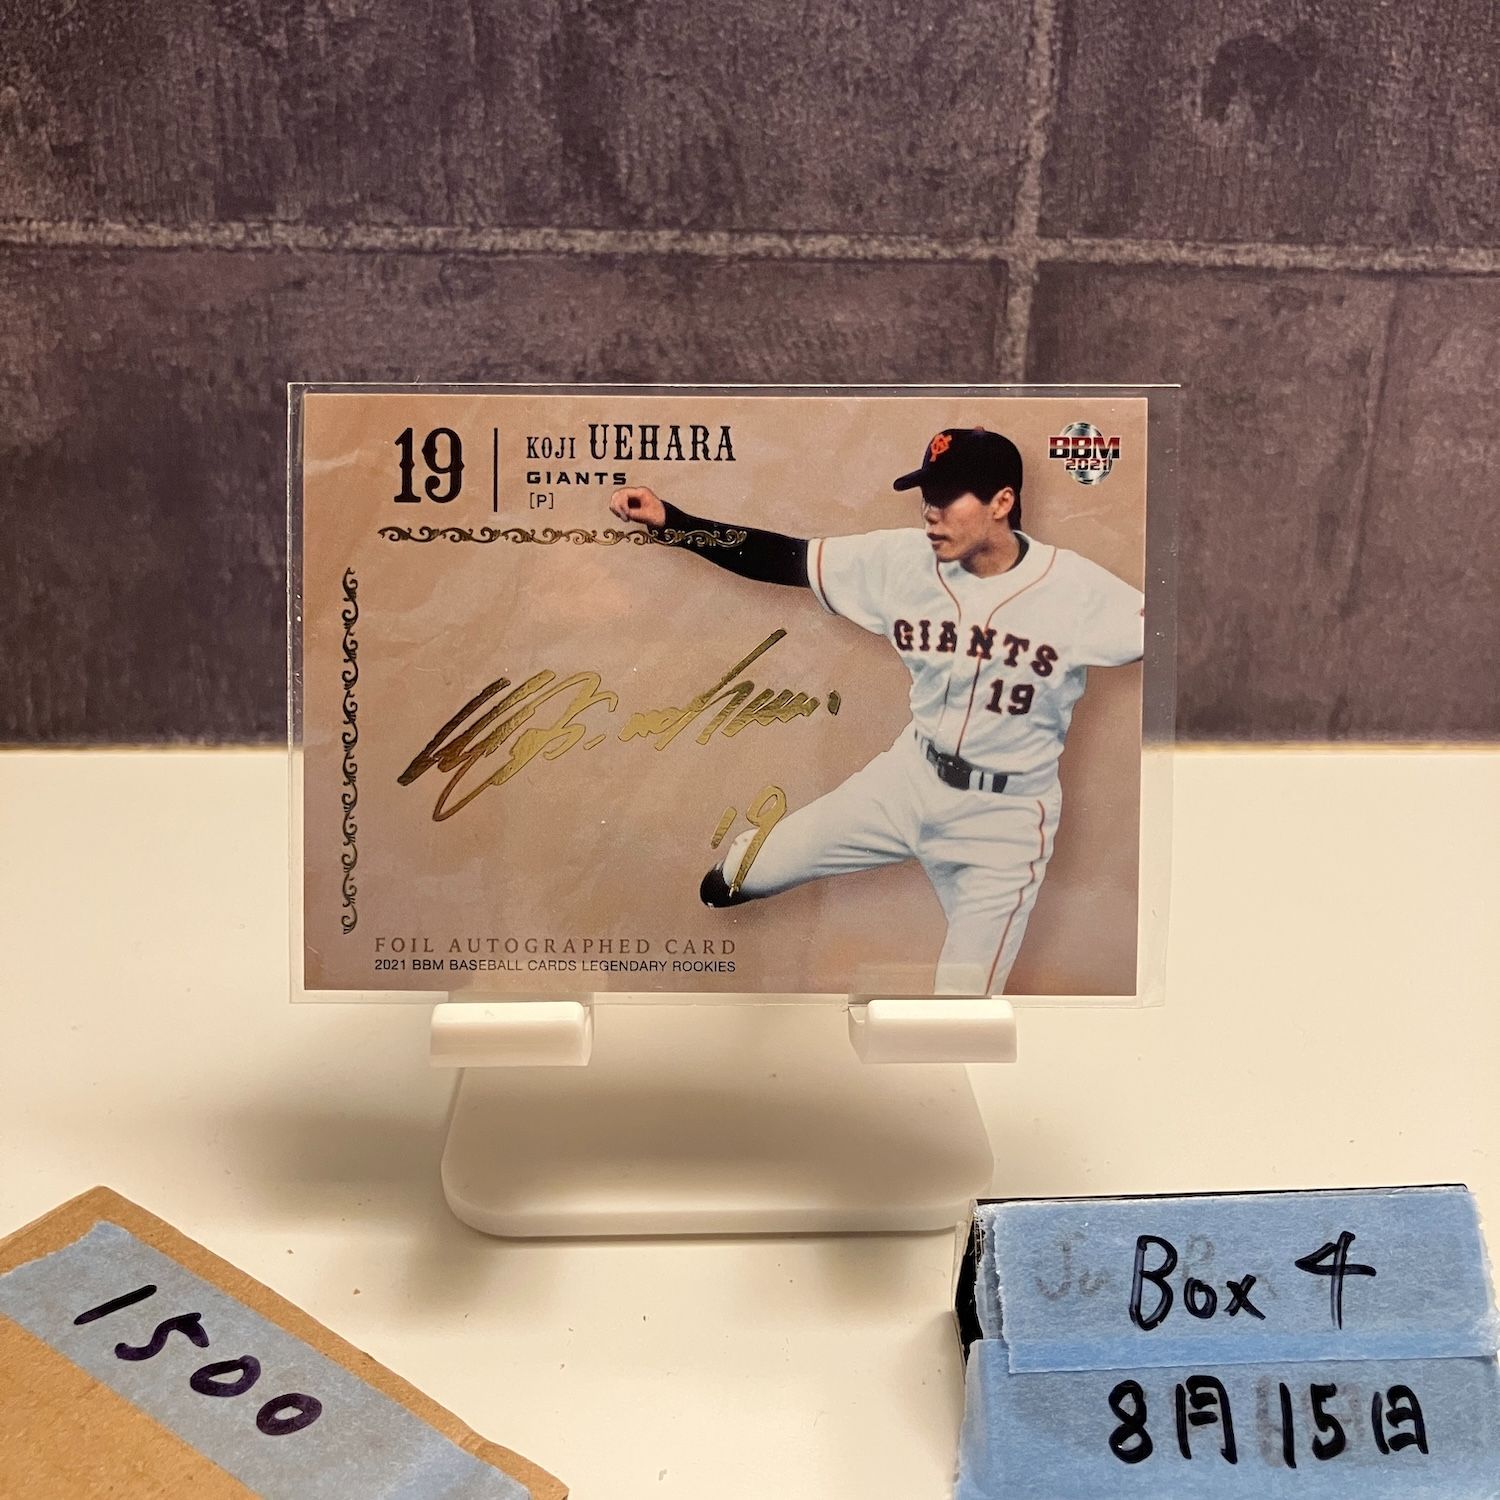 19
KOJI UEHARA
GIANTS
[P]
BBM
2021
GIANTS
19
19
FOIL AUTOGRAPHED CARD
2021 BBM BASEBALL CARDS LEGENDARY ROOKIES
1500
Box 4
8月15日